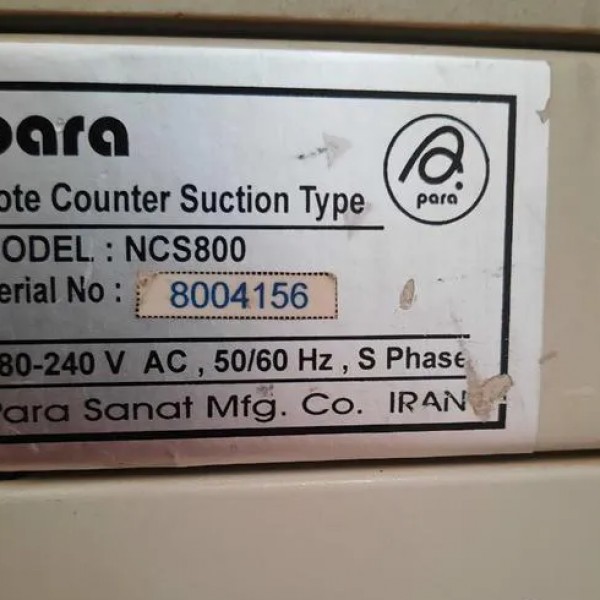 para
para
ote Counter Suction Type
ODEL : NCS800
erial No : 8004156
80-240 V AC , 50/60 Hz , S Phase
Para Sanat Mfg. Co. IRAN